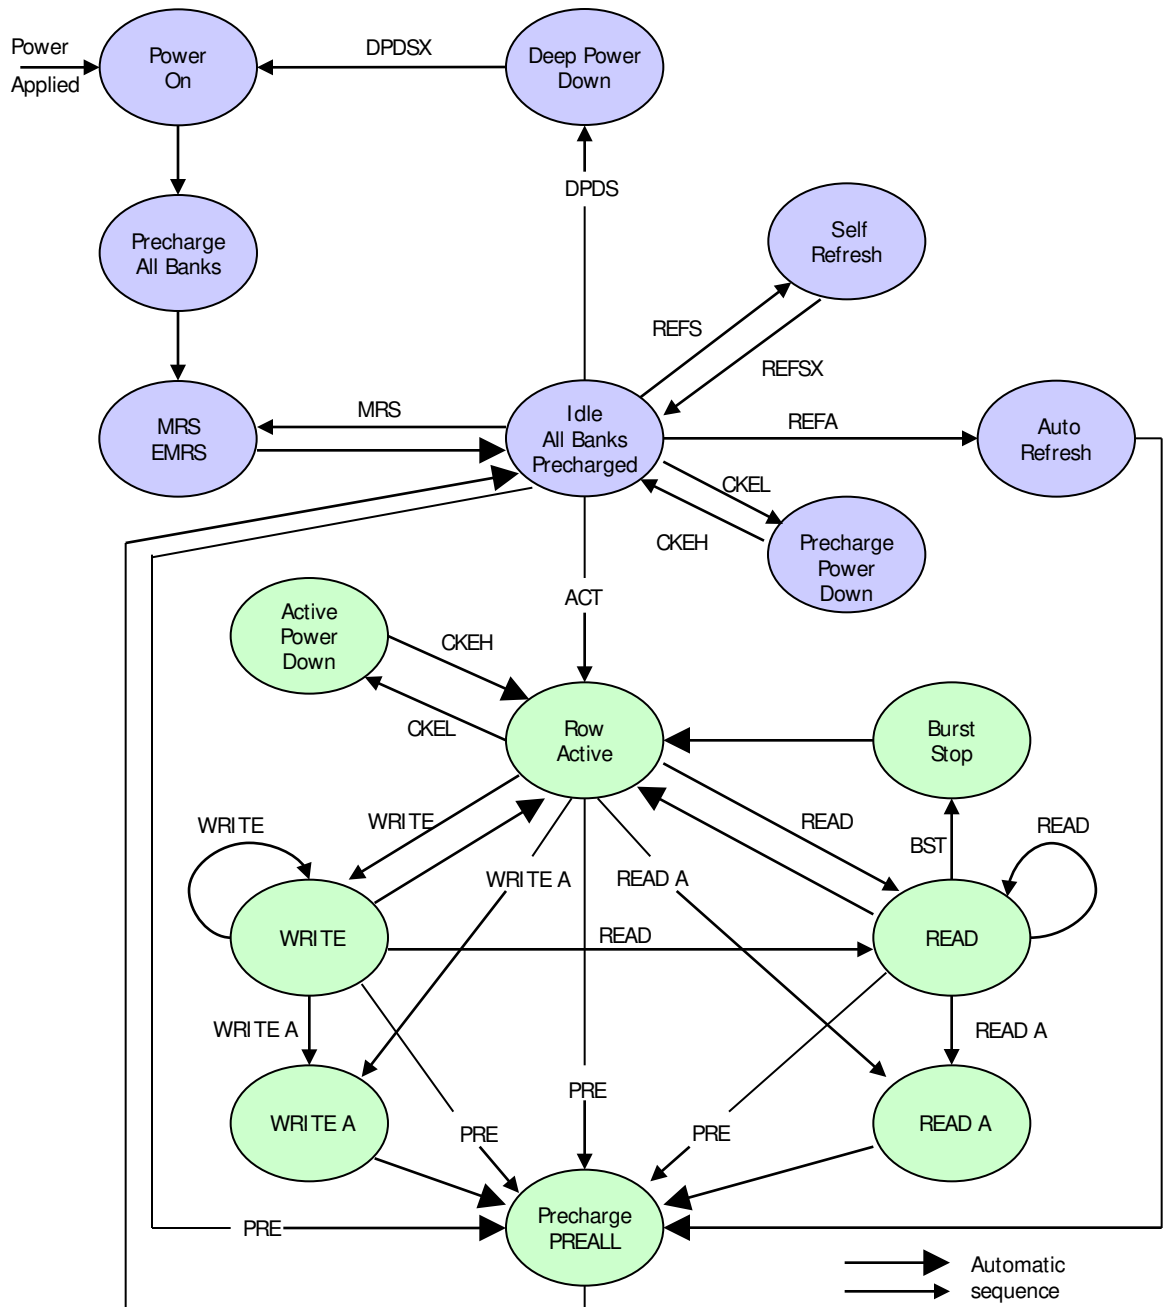 Power
Applied
Power
On
DPDSX
Deep Power
Down
DPDS
Precharge
All Banks
Self
Refresh
REFS
REFSX
MRS
EMRS
MRS
Idle
All Banks
Precharged
REFA
Auto
Refresh
CKEL
CKEH
Precharge
Power
Down
ACT
Active
Power
Down
CKEH
CKEL
Row
Active
Burst
Stop
WRITE
WRITE
READ
BST
READ
WRITE A
READ A
WRITE
READ
READ
WRITE A
READ A
WRITE A
PRE
PRE
PRE
READ A
PRE
Precharge
PREALL
Automatic
sequence